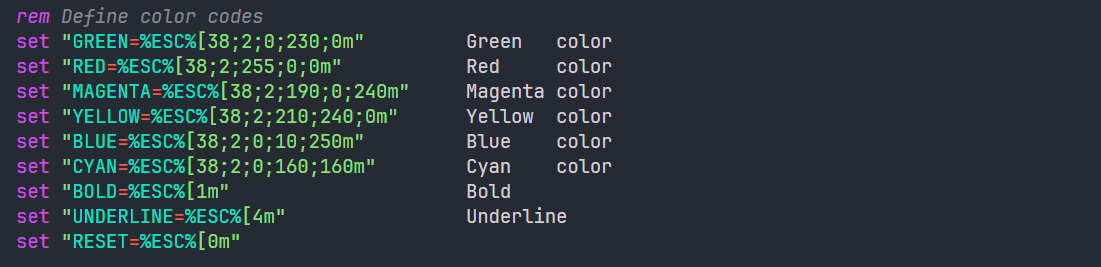 rem Define color codes
set "GREEN=%ESC%[38;2;0;230;0m"         Green   color
set "RED=%ESC%[38;2;255;0;0m"           Red     color
set "MAGENTA=%ESC%[38;2;190;0;240m"     Magenta color
set "YELLOW=%ESC%[38;2;210;240;0m"      Yellow  color
set "BLUE=%ESC%[38;2;0;10;250m"         Blue    color
set "CYAN=%ESC%[38;2;0;160;160m"        Cyan    color
set "BOLD=%ESC%[1m"                     Bold
set "UNDERLINE=%ESC%[4m"                Underline
set "RESET=%ESC%[0m"